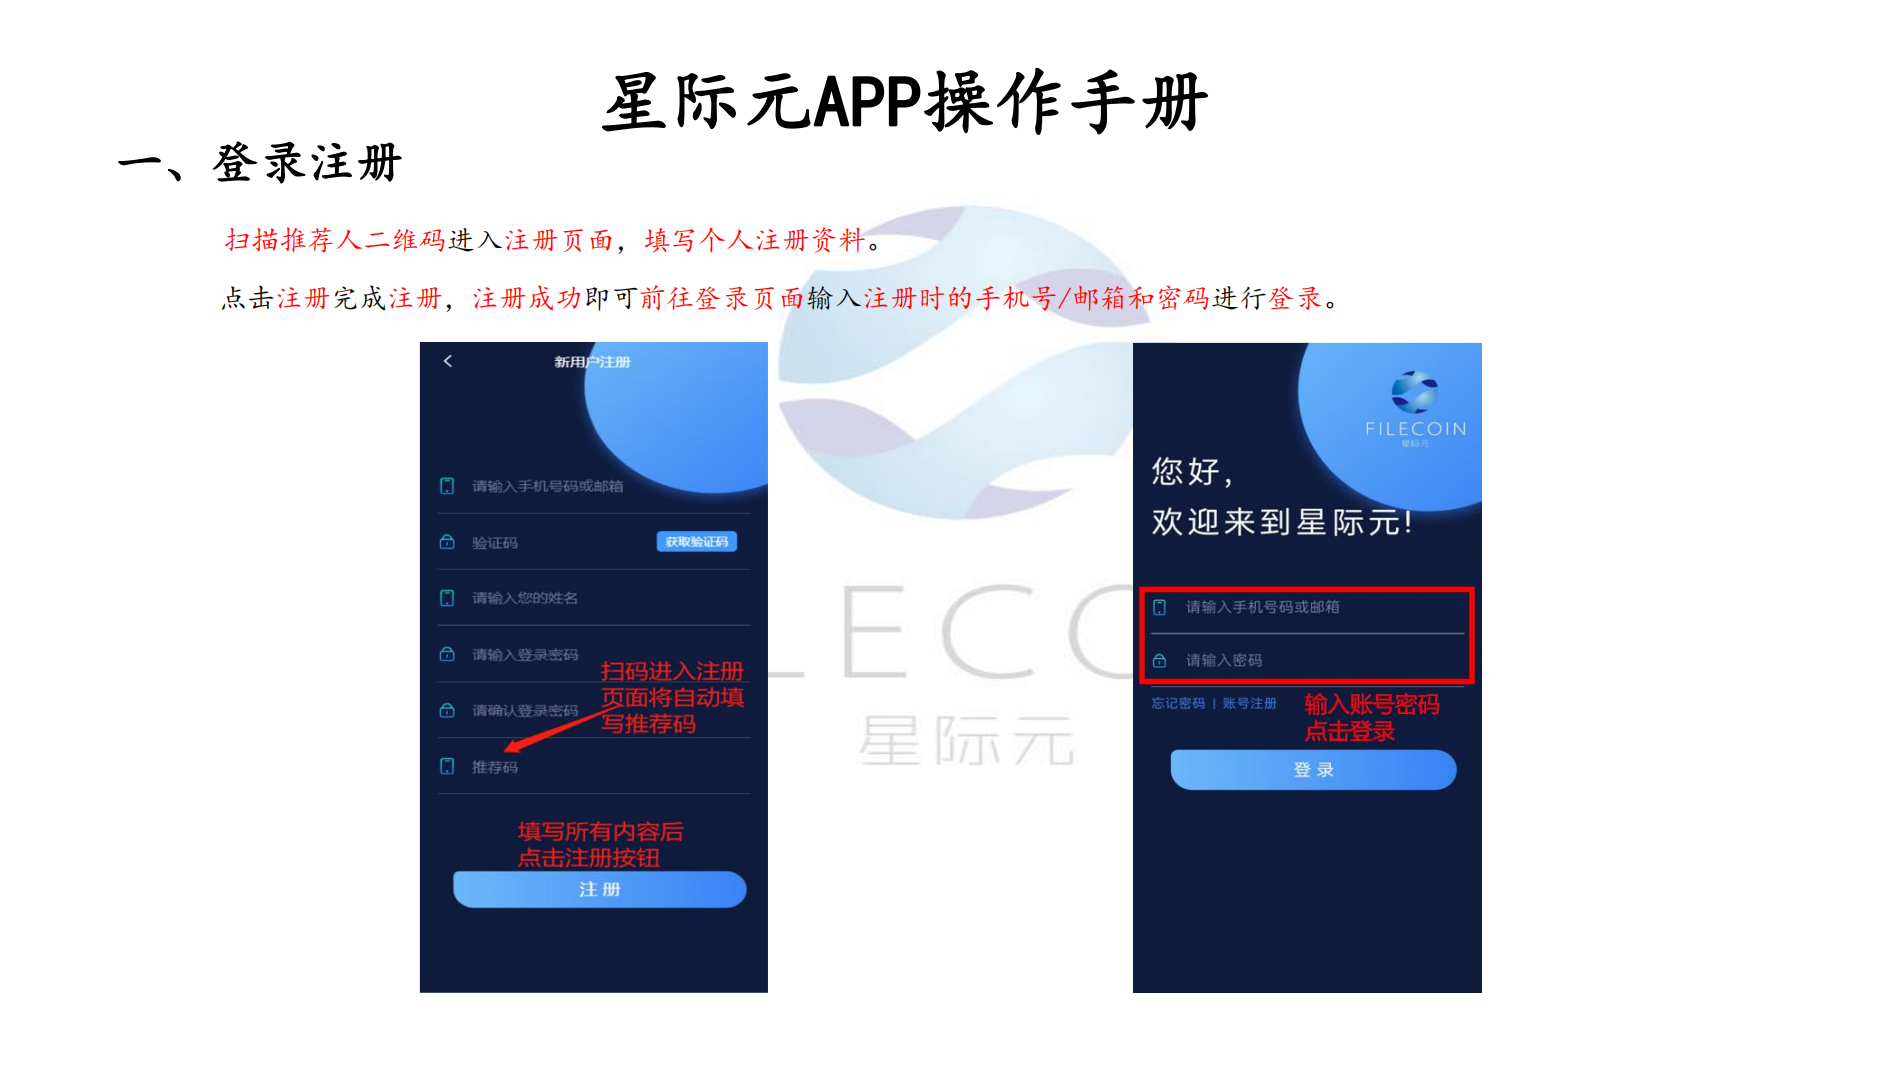 星际元APP操作手册
一、登录注册
扫描推荐人二维码进入注册页面，填写个人注册资料。
点击注册完成注册，注册成功即可前往登录页面输入注册时的手机号/邮箱和密码进行登录。
新用户注册
请输入手机号码或邮箱
验证码
获取验证码
请输入您的姓名
请输入登录密码
扫码进入注册
页面将自动填
写推荐码
请确认登录密码
推荐码
填写所有内容后
点击注册按钮
注 册
LECO
星际元
FILECOIN
星际元
您好，
欢迎来到星际元！
请输入手机号码或邮箱
请输入密码
忘记密码 | 账号注册
输入账号密码
点击登录
登 录